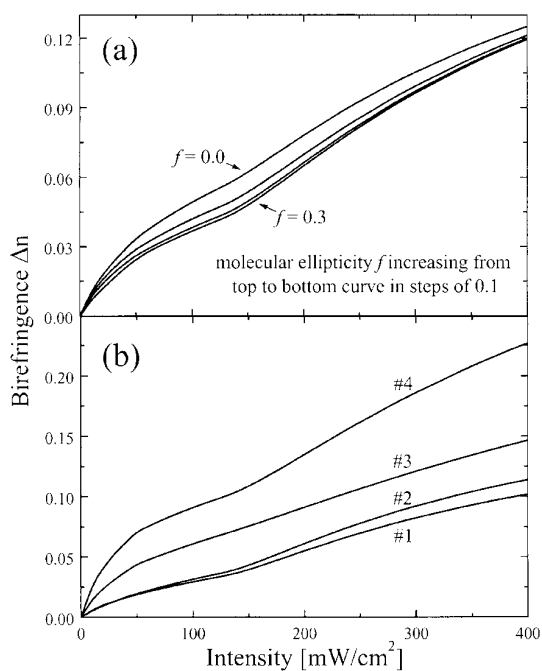 (a)
0.12
0.09
0.06
0.03
0.00
f = 0.0
f = 0.3
molecular ellipticity f increasing from
top to bottom curve in steps of 0.1
Birefringence Δn
(b)
0.20
0.15
0.10
0.05
0.00
#4
#3
#2
#1
0
100
200
300
400
Intensity [mW/cm²]